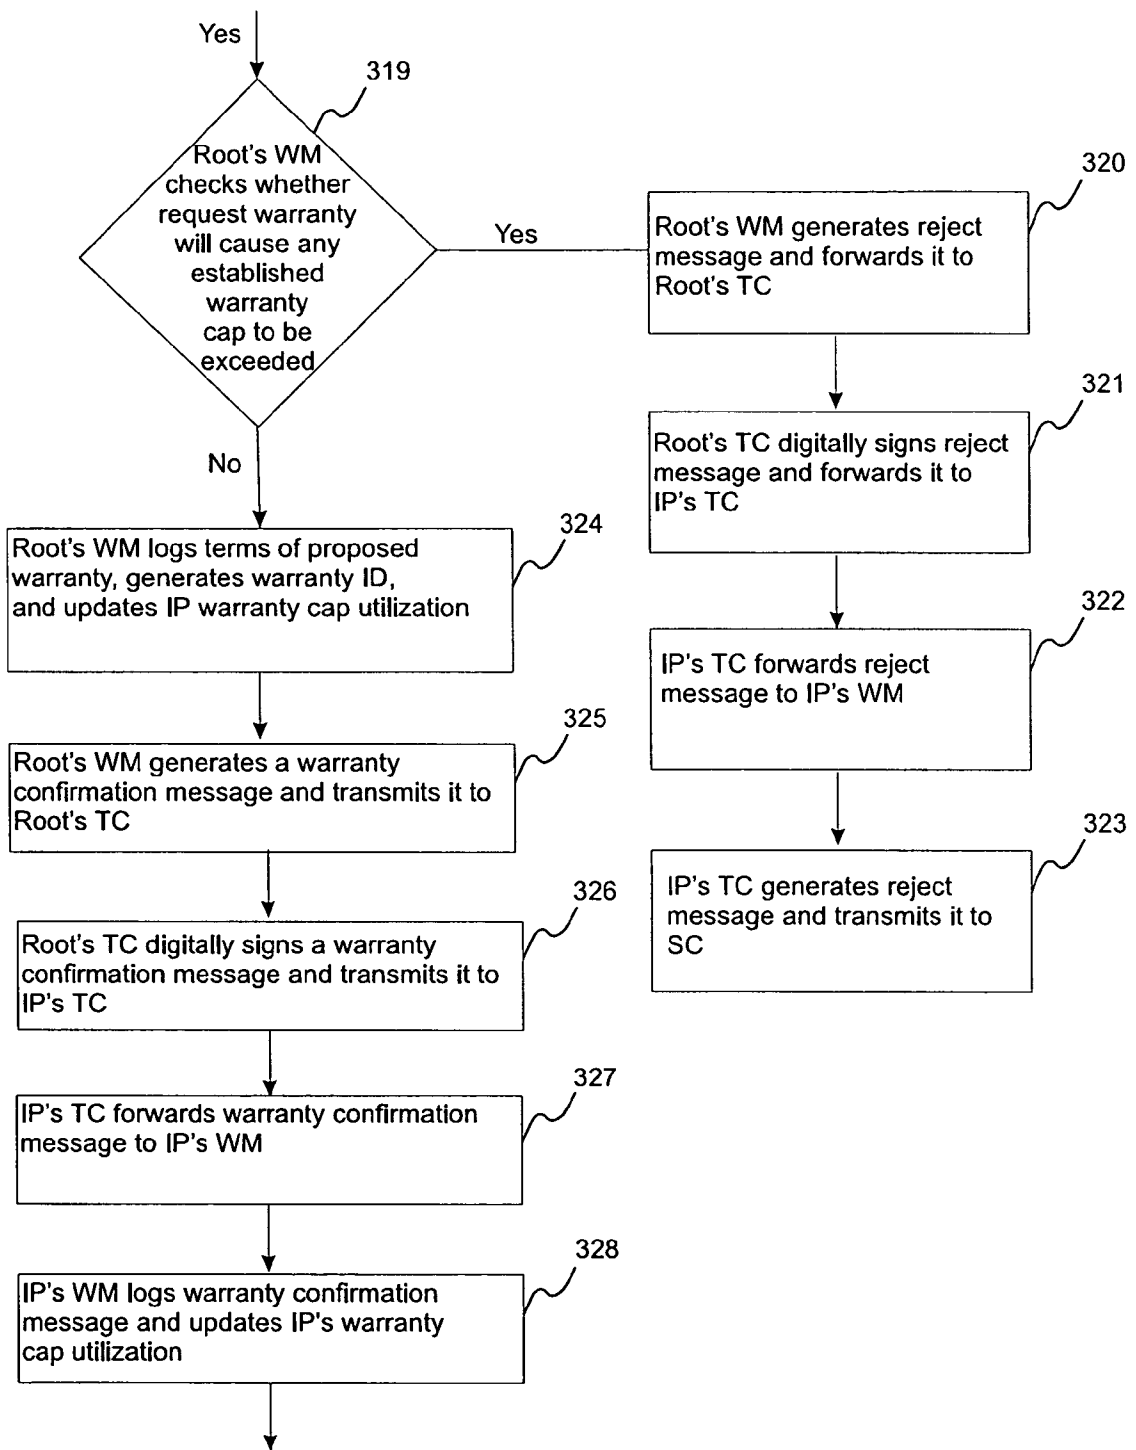 Yes
319
Root's WM
checks whether
request warranty
will cause any
established
warranty
cap to be
exceeded
Yes
No
320
Root's WM generates reject
message and forwards it to
Root's TC
321
Root's TC digitally signs reject
message and forwards it to
IP's TC
322
IP's TC forwards reject
message to IP's WM
323
IP's TC generates reject
message and transmits it to
SC
324
Root's WM logs terms of proposed
warranty, generates warranty ID,
and updates IP warranty cap utilization
325
Root's WM generates a warranty
confirmation message and transmits it to
Root's TC
326
Root's TC digitally signs a warranty
confirmation message and transmits it to
IP's TC
327
IP's TC forwards warranty confirmation
message to IP's WM
328
IP's WM logs warranty confirmation
message and updates IP's warranty
cap utilization